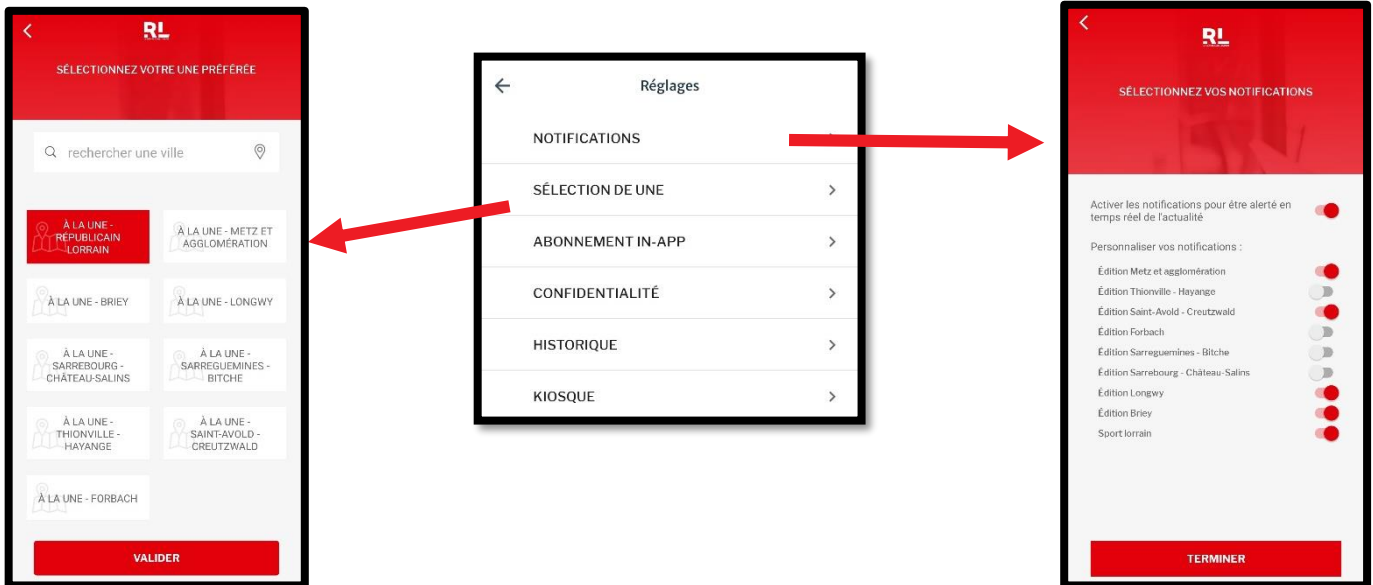 RL
SÉLECTIONNEZ VOTRE UNE PRÉFÉRÉE
rechercher une ville
À LA UNE -
RÉPUBLICAIN
LORRAIN
À LA UNE - METZ ET
AGGLOMÉRATION
À LA UNE - BRIEY
À LA UNE - LONGWY
À LA UNE -
SARREBOURG -
CHÂTEAU-SALINS
À LA UNE -
SARREGUEMINES -
BITCHE
À LA UNE -
THIONVILLE -
HAYANGE
À LA UNE -
SAINT-AVOLD -
CREUTZWALD
À LA UNE - FORBACH
VALIDER
Réglages
NOTIFICATIONS
SÉLECTION DE UNE
ABONNEMENT IN-APP
CONFIDENTIALITÉ
HISTORIQUE
KIOSQUE
RL
SÉLECTIONNEZ VOS NOTIFICATIONS
Activer les notifications pour être alerté en
temps réel de l'actualité
Personnaliser vos notifications :
Édition Metz et agglomération
Édition Thionville - Hayange
Édition Saint-Avold - Creutzwald
Édition Forbach
Édition Sarreguemines - Bitche
Édition Sarrebourg - Château-Salins
Édition Longwy
Édition Briey
Sport lorrain
TERMINER